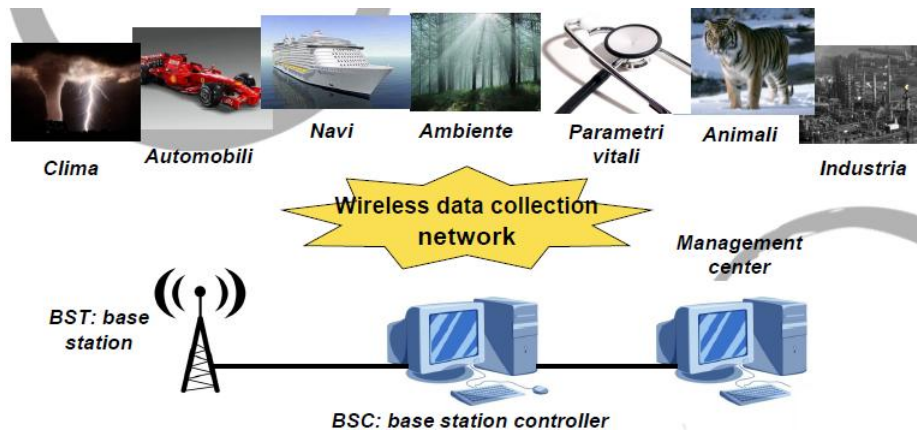 Clima
Automobili
Navi
Ambiente
Parametri
vitali
Animali
Industria
Wireless data collection
network
Management
center
BST: base
station
BSC: base station controller